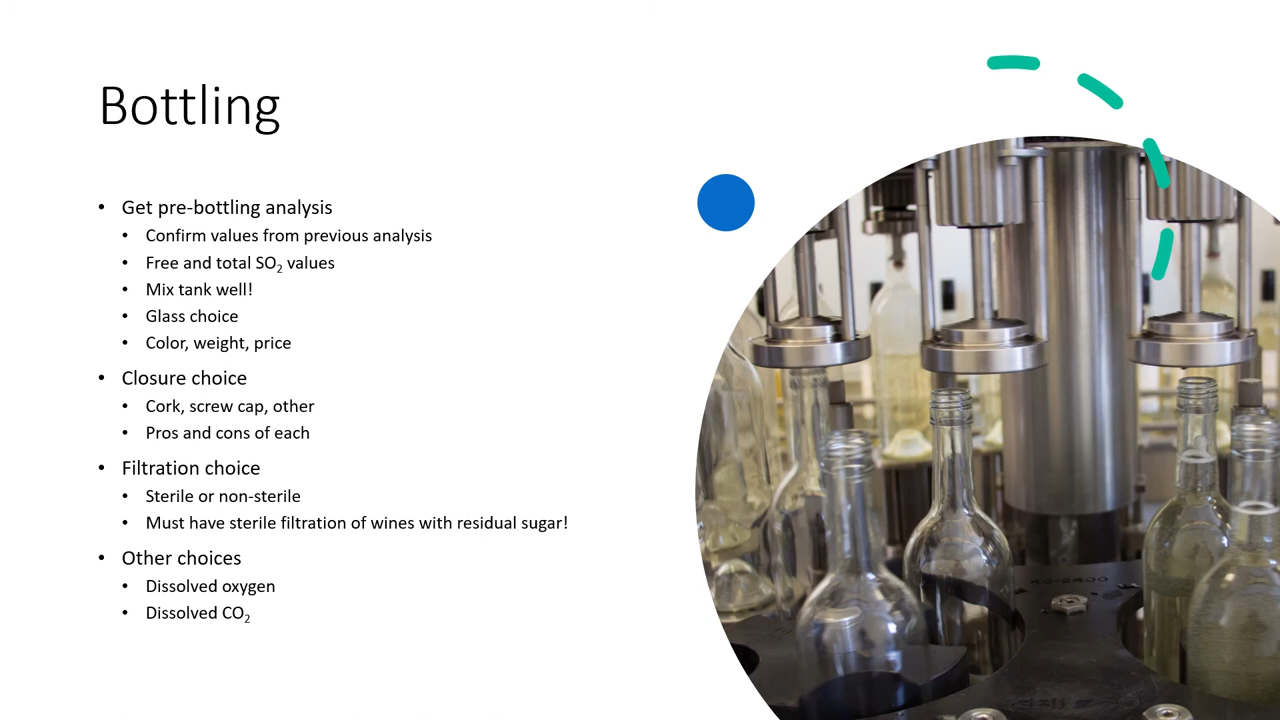 Bottling
• Get pre-bottling analysis
• Confirm values from previous analysis
• Free and total SO₂ values
• Mix tank well!
• Glass choice
• Color, weight, price
• Closure choice
• Cork, screw cap, other
• Pros and cons of each
• Filtration choice
• Sterile or non-sterile
• Must have sterile filtration of wines with residual sugar!
• Other choices
• Dissolved oxygen
• Dissolved CO₂
40-2400